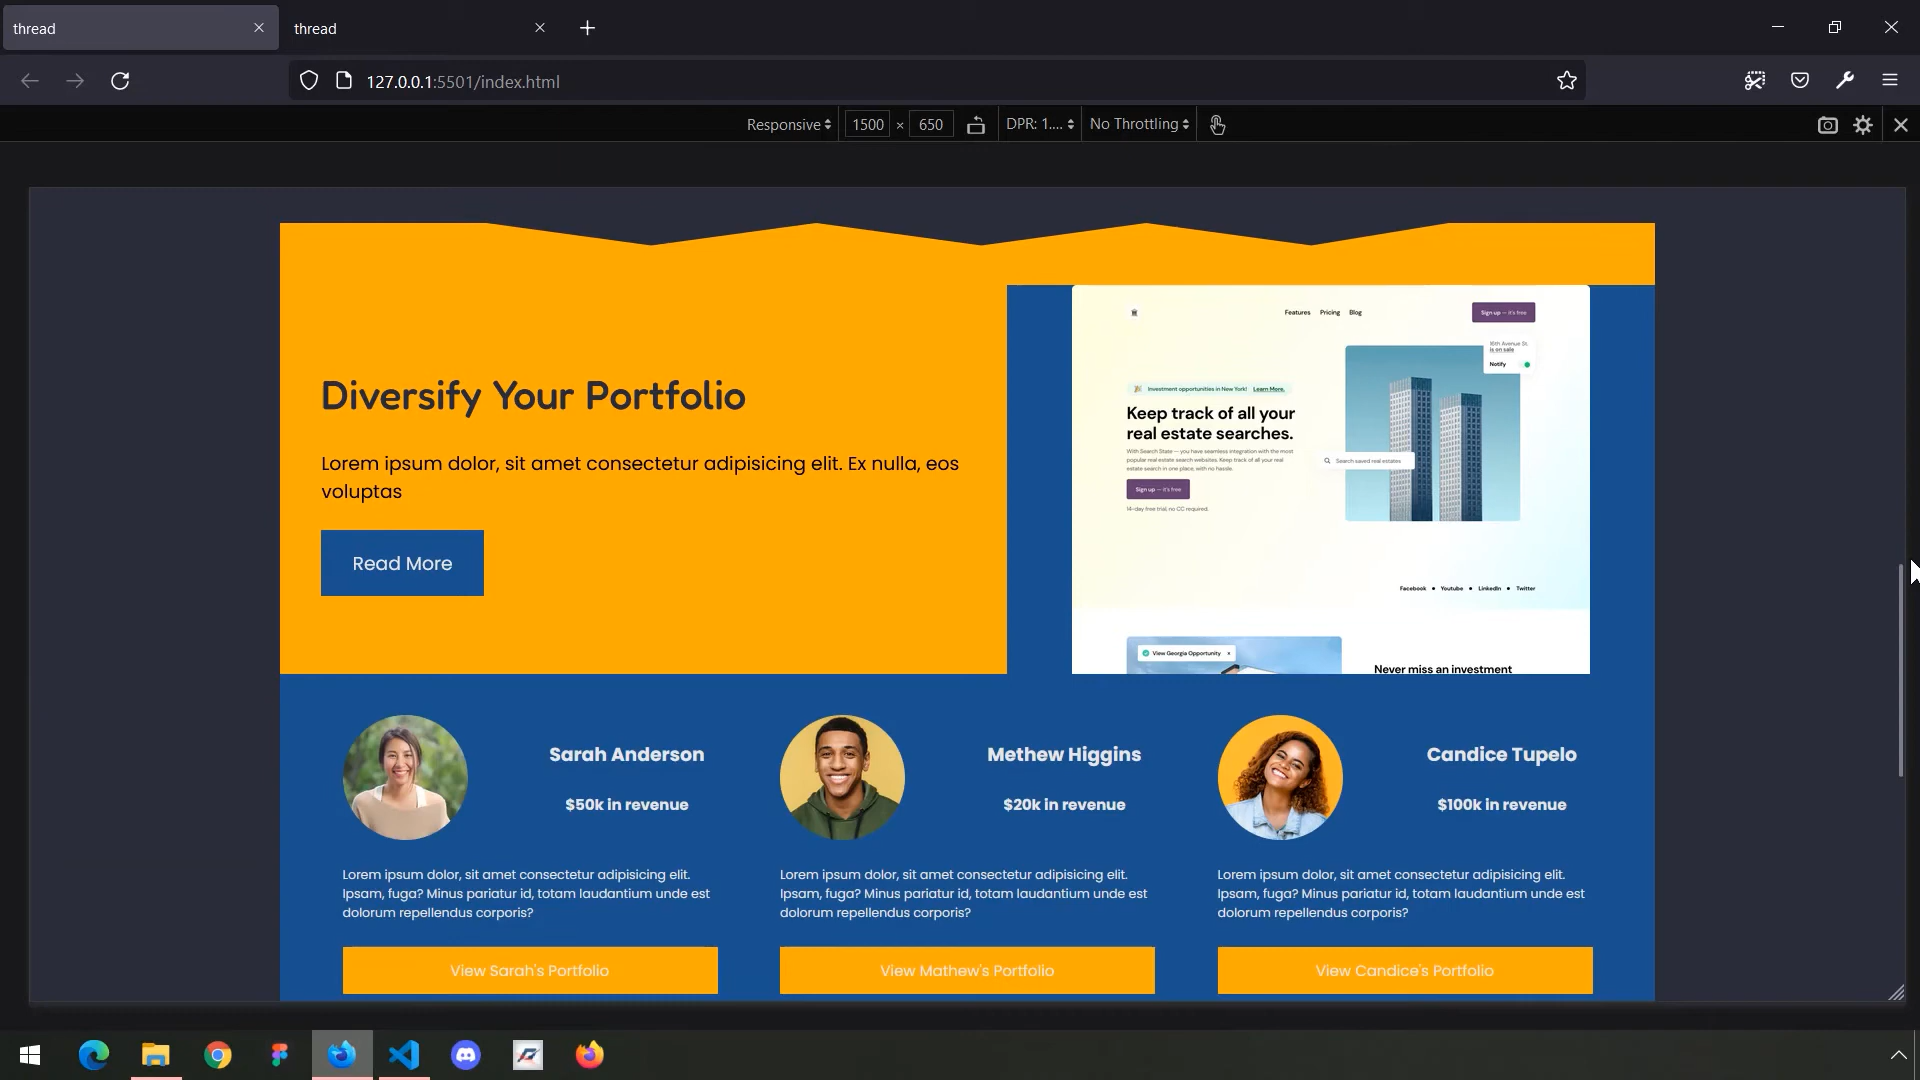 thread
thread
127.0.0.1:5501/index.html
Responsive
1500 × 650
DPR: 1....
No Throttling
Features Pricing Blog
Sign up — it's free
16th Avenue St.
is on sale
Notify
Diversify Your Portfolio
Investment opportunities in New York! Learn More.
Keep track of all your
real estate searches.
With Search State — you have seamless integration with the most
popular real estate search websites. Keep track of all your real
estate search in one place, with no hassle.
Search saved real estates
Sign up — it's free
14-day free trial, no CC required.
Lorem ipsum dolor, sit amet consectetur adipisicing elit. Ex nulla, eos
voluptas
Read More
Facebook • Youtube • LinkedIn • Twitter
View Georgia Opportunity ×
Never miss an investment
Sarah Anderson
$50k in revenue
Lorem ipsum dolor, sit amet consectetur adipisicing elit.
Ipsam, fuga? Minus pariatur id, totam laudantium unde est
dolorum repellendus corporis?
View Sarah's Portfolio
Methew Higgins
$20k in revenue
Lorem ipsum dolor, sit amet consectetur adipisicing elit.
Ipsam, fuga? Minus pariatur id, totam laudantium unde est
dolorum repellendus corporis?
View Mathew's Portfolio
Candice Tupelo
$100k in revenue
Lorem ipsum dolor, sit amet consectetur adipisicing elit.
Ipsam, fuga? Minus pariatur id, totam laudantium unde est
dolorum repellendus corporis?
View Candice's Portfolio